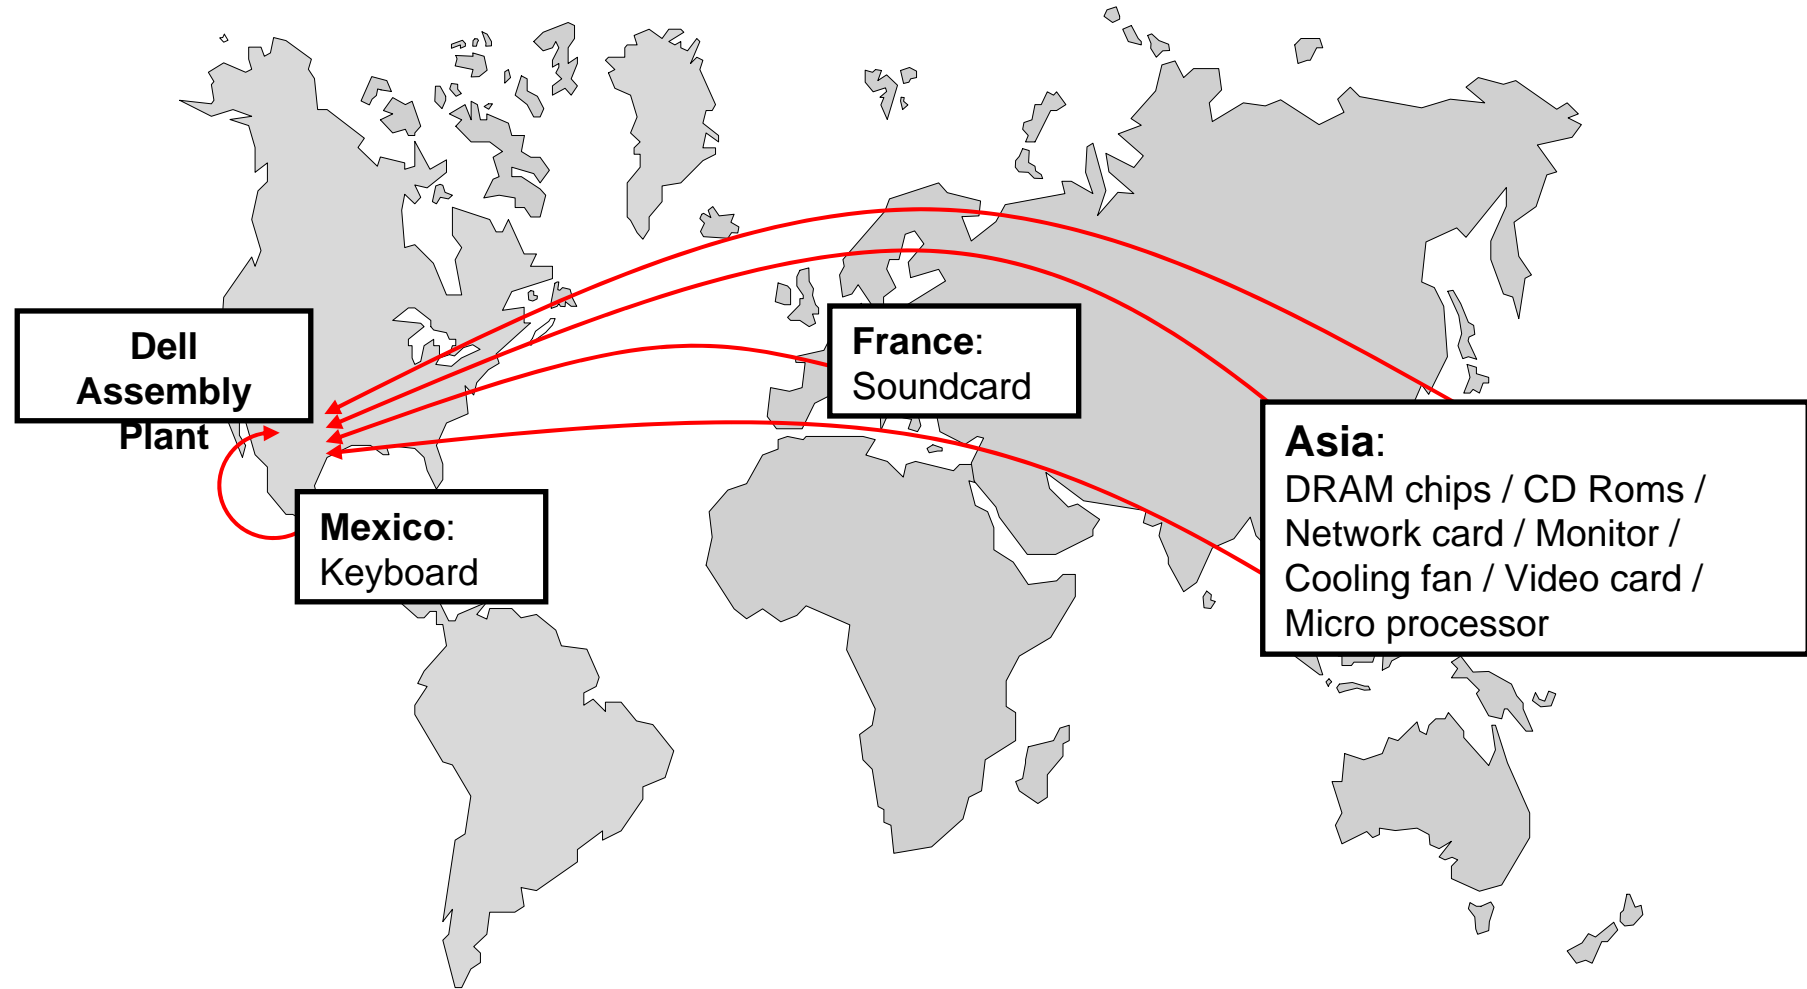 Dell
Assembly
Plant
France:
Soundcard
Asia:
DRAM chips / CD Roms /
Network card / Monitor /
Cooling fan / Video card /
Micro processor
Mexico:
Keyboard